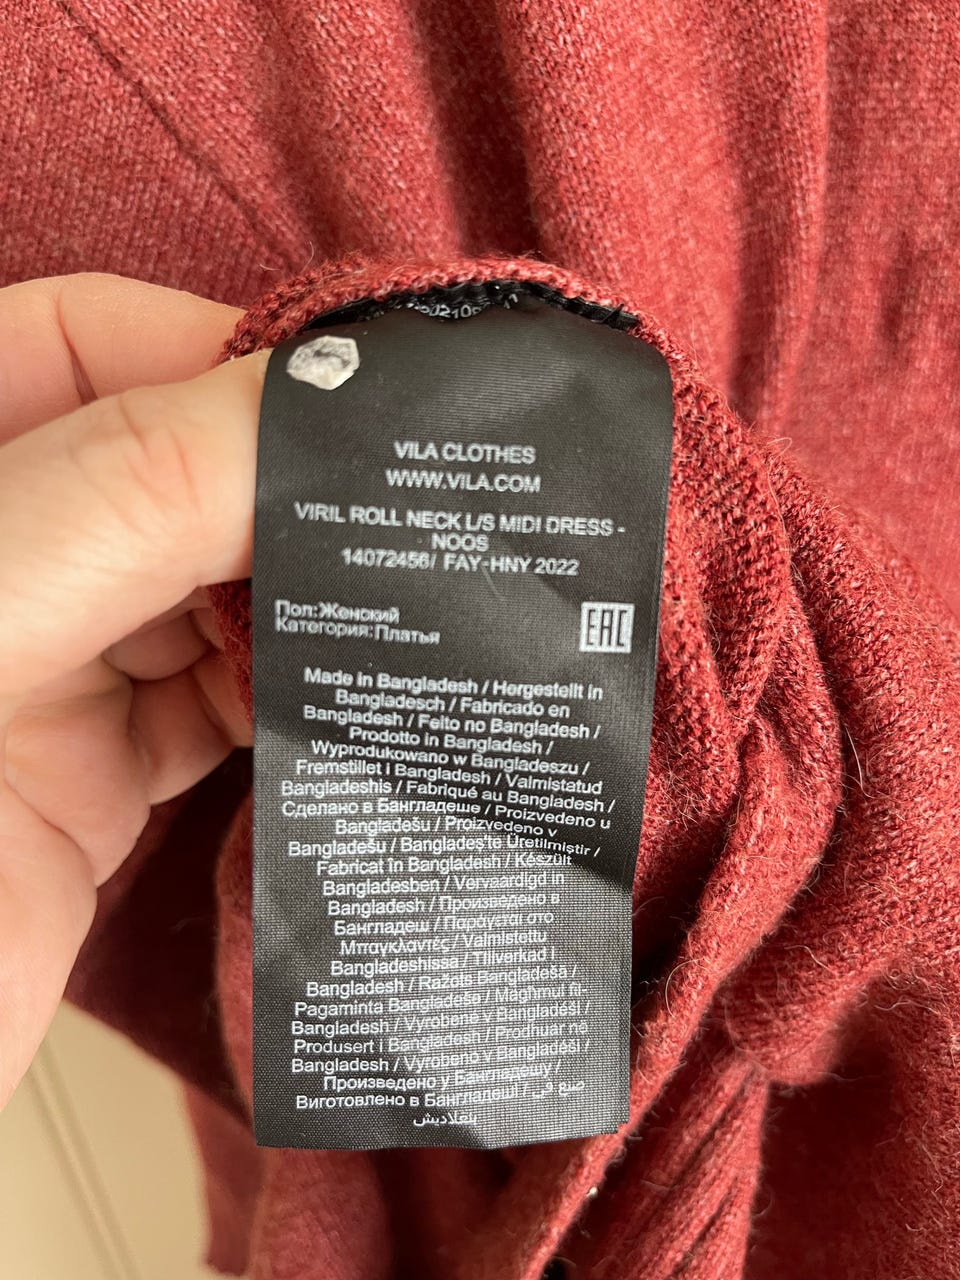 VILA CLOTHES
WWW.VILA.COM
VIRIL ROLL NECK L/S MIDI DRESS -
NOOS
14072456/ FAY-HNY 2022
Пол:Женский
Категория:Платья
EAC
Made in Bangladesh / Hergestellt in
Bangladesch / Fabricado en
Bangladesh / Feito no Bangladesh /
Prodotto in Bangladesh /
Wyprodukowano w Bangladeszu /
Fremstillet i Bangladesh / Valmistatud
Bangladeshis / Fabriqué au Bangladesh /
Сделано в Бангладеше / Proizvedeno u
Bangladešu / Proizvedeno v
Bangladešu / Bangladeş'te Üretilmiştir /
Fabricat în Bangladesh / Készült
Bangladesben / Vervaardigd in
Bangladesh / Произведено в
Бангладеш / Παράγεται στο
Μπαγκλαντές / Valmistettu
Bangladeshissa / Tillverkad i
Bangladesh / Ražots Bangladešā /
Pagaminta Bangladeše / Magħmul fil-
Bangladesh / Vyrobené v Bangladéši /
Produsert i Bangladesh / Prodhuar në
Bangladesh / Vyrobeno v Bangladéši /
Произведено у Бангладешу /
Виготовлено в Бангладеші / صنع في
بنغلاديش